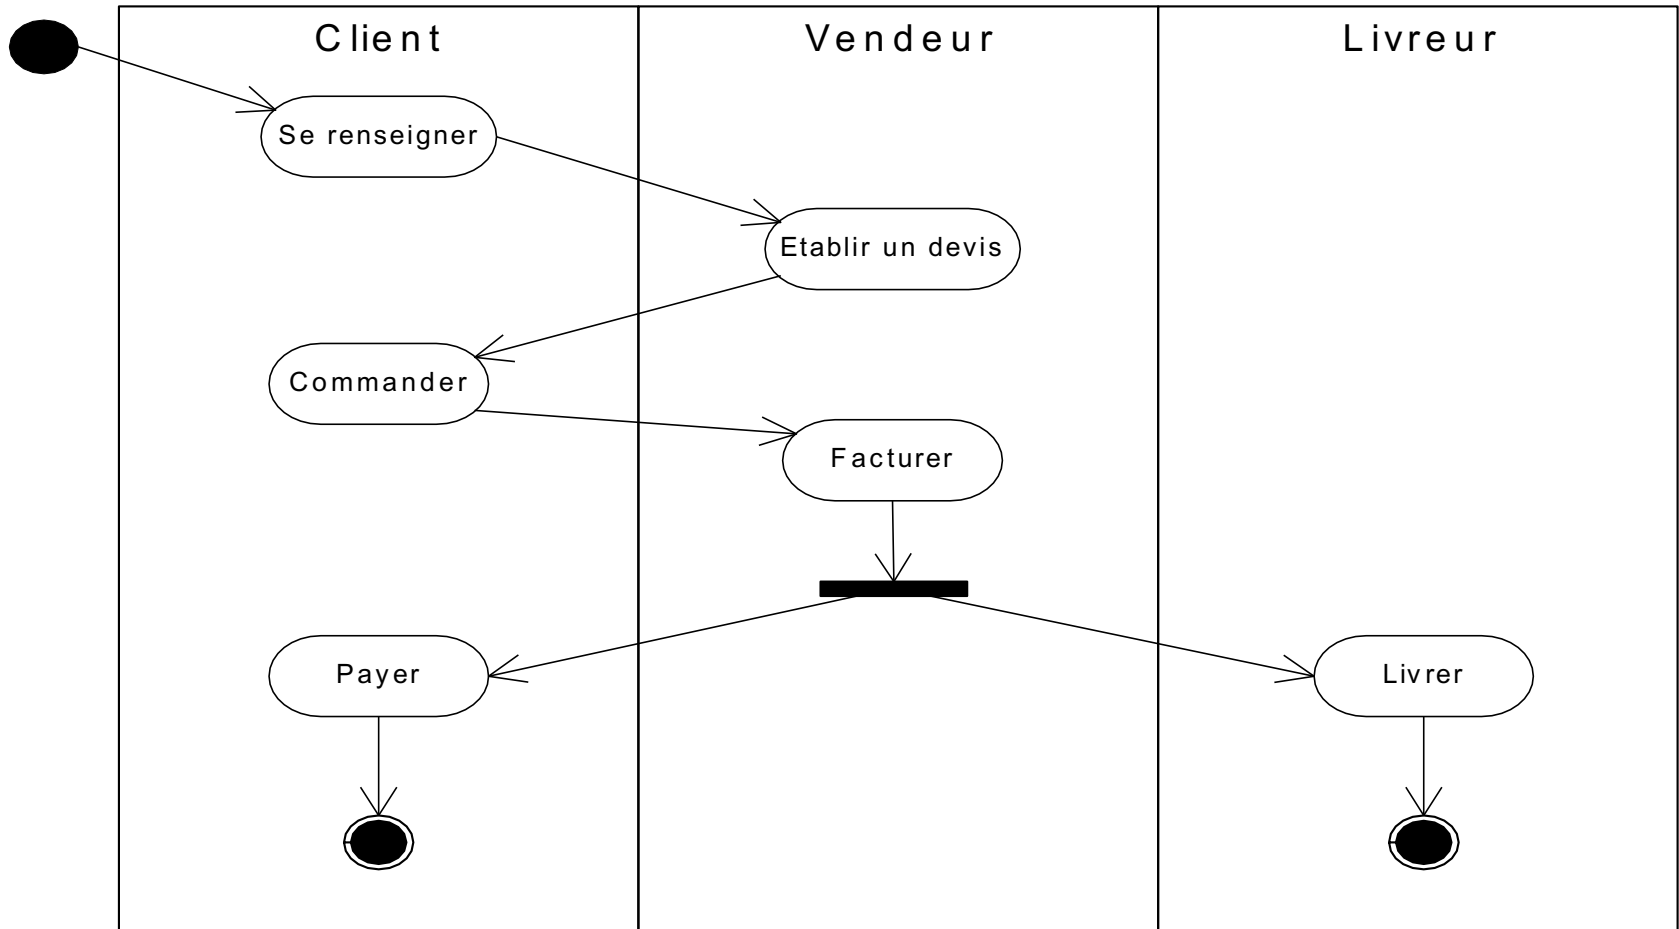 Client
Vendeur
Livreur
Se renseigner
Etablir un devis
Commander
Facturer
Payer
Livrer